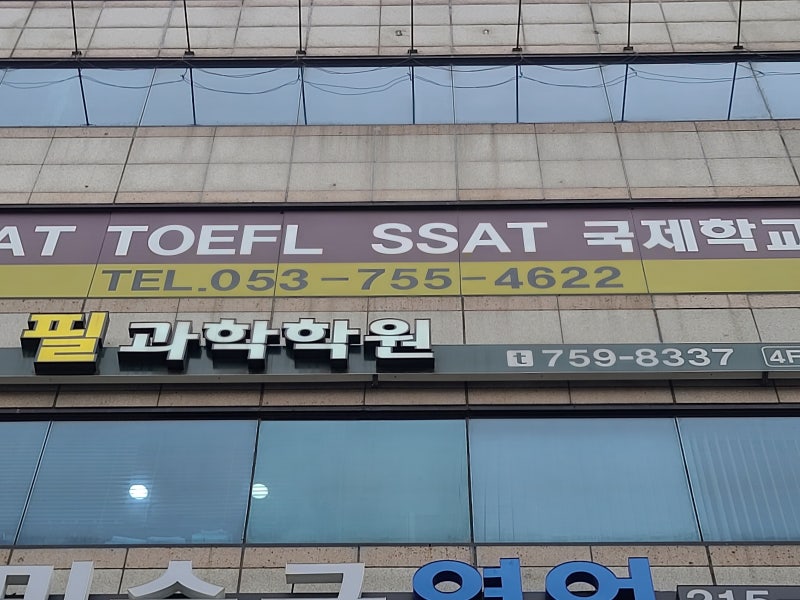 AT TOEFL SSAT 국제학교
TEL.053-755-4622
필과학학원 t 759-8337 4F
영어 215